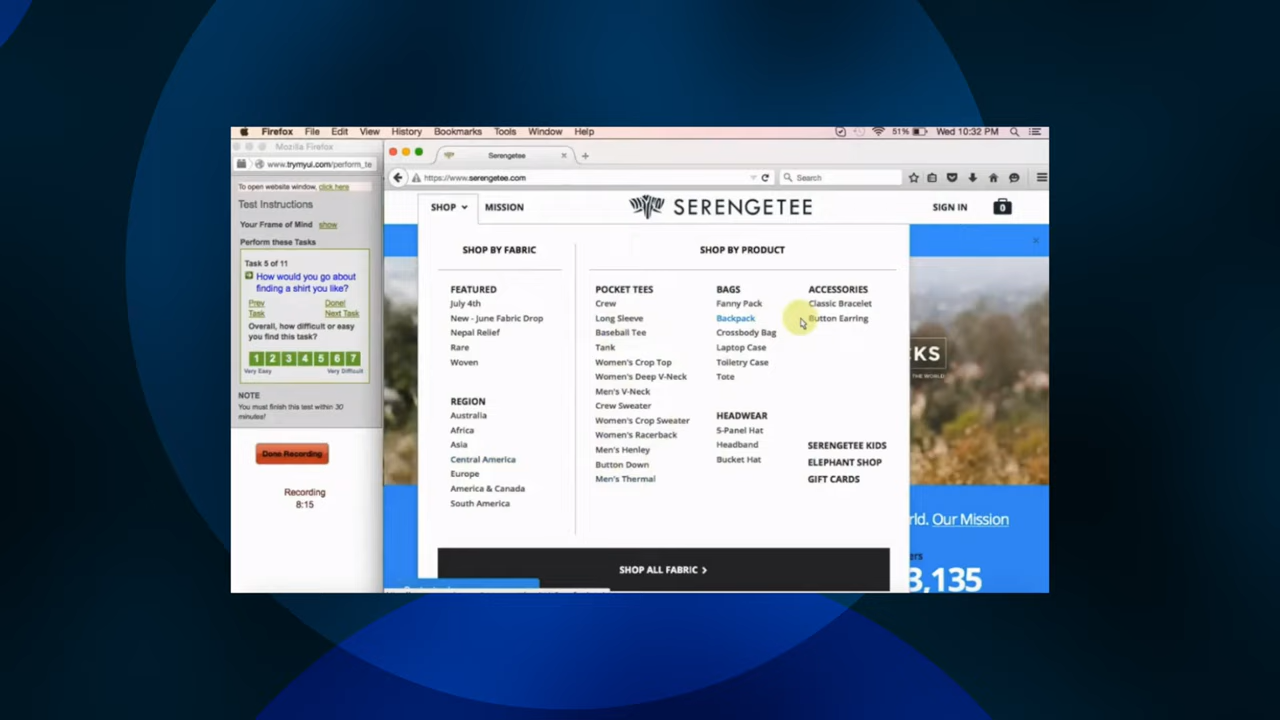 Firefox File Edit View History Bookmarks Tools Window Help
51% Wed 10:32 PM
Mozilla Firefox
www.trymyui.com/perform_te
To open website window, click here
Test Instructions
Your Frame of Mind show
Perform these Tasks
Task 5 of 11
How would you go about
finding a shirt you like?
Prev Task
Done! Next Task
Overall, how difficult or easy
you find this task?
1 2 3 4 5 6 7
Very Easy Very Difficult
NOTE
You must finish this test within 30
minutes!
Done Recording
Recording
8:15
Serengetee
https://www.serengetee.com
Search
SHOP MISSION
SERENGETEE
SIGN IN 0
SHOP BY FABRIC
FEATURED
July 4th
New - June Fabric Drop
Nepal Relief
Rare
Woven
REGION
Australia
Africa
Asia
Central America
Europe
America & Canada
South America
SHOP BY PRODUCT
POCKET TEES
Crew
Long Sleeve
Baseball Tee
Tank
Women's Crop Top
Women's Deep V-Neck
Men's V-Neck
Crew Sweater
Women's Crop Sweater
Women's Racerback
Men's Henley
Button Down
Men's Thermal
BAGS
Fanny Pack
Backpack
Crossbody Bag
Laptop Case
Toiletry Case
Tote
HEADWEAR
5-Panel Hat
Headband
Bucket Hat
ACCESSORIES
Classic Bracelet
Button Earring
SERENGETEE KIDS
ELEPHANT SHOP
GIFT CARDS
SHOP ALL FABRIC
CKS
THE WORLD
rld. Our Mission
ers
3,135